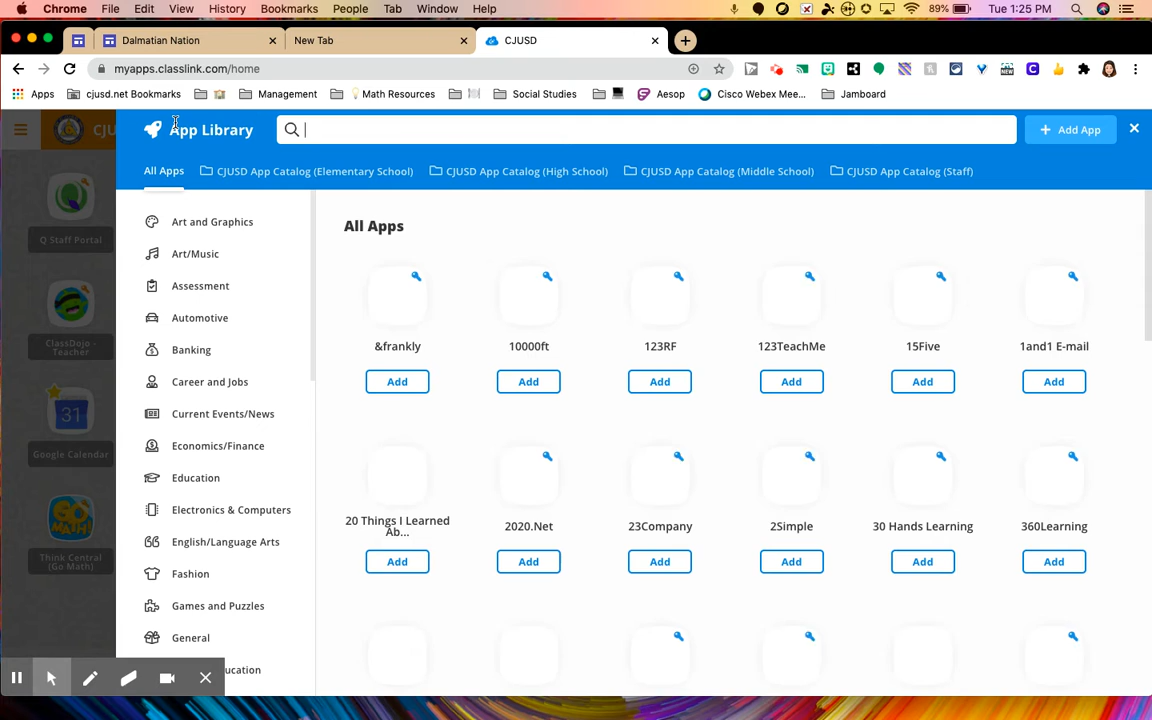 Chrome File Edit View History Bookmarks People Tab Window Help 89% Tue 1:25 PM
Dalmatian Nation New Tab CJUSD
myapps.classlink.com/home
Apps cjusd.net Bookmarks Management Math Resources Social Studies Aesop Cisco Webex Mee... Jamboard
CJU App Library + Add App
All Apps CJUSD App Catalog (Elementary School) CJUSD App Catalog (High School) CJUSD App Catalog (Middle School) CJUSD App Catalog (Staff)
Q Staff Portal
ClassDojo - Teacher
31
Google Calendar
GO MATH!
Think Central (Go Math)
Art and Graphics
Art/Music
Assessment
Automotive
Banking
Career and Jobs
Current Events/News
Economics/Finance
Education
Electronics & Computers
English/Language Arts
Fashion
Games and Puzzles
General
ucation
All Apps
&frankly 10000ft 123RF 123TeachMe 15Five 1and1 E-mail
Add Add Add Add Add Add
20 Things I Learned Ab... 2020.Net 23Company 2Simple 30 Hands Learning 360Learning
Add Add Add Add Add Add